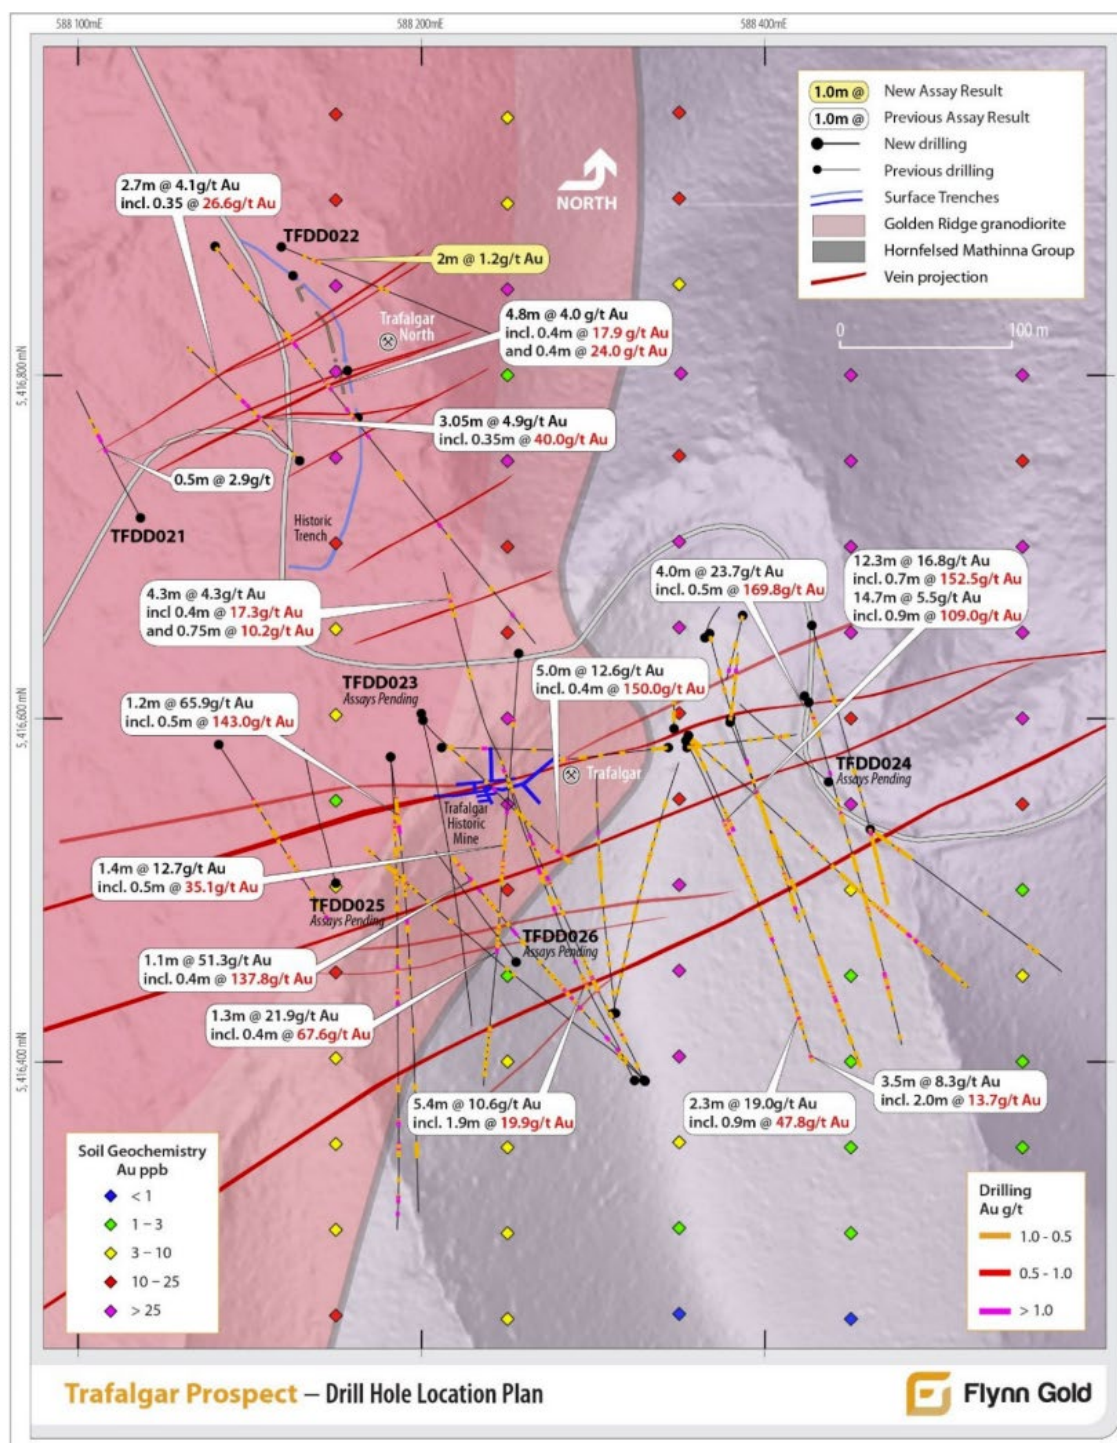 588 100mE
588 200mE
588 400mE
1.0m @ New Assay Result
1.0m @ Previous Assay Result
New drilling
Previous drilling
Surface Trenches
Golden Ridge granodiorite
Hornfelsed Mathinna Group
Vein projection
0 100 m
NORTH
2.7m @ 4.1g/t Au
incl. 0.35 @ 26.6g/t Au
TFDD022
2m @ 1.2g/t Au
Trafalgar
North
4.8m @ 4.0 g/t Au
incl. 0.4m @ 17.9 g/t Au
and 0.4m @ 24.0 g/t Au
5,416,800 mN
3.05m @ 4.9g/t Au
incl. 0.35m @ 40.0g/t Au
0.5m @ 2.9g/t
TFDD021
Historic
Trench
4.0m @ 23.7g/t Au
incl. 0.5m @ 169.8g/t Au
12.3m @ 16.8g/t Au
incl. 0.7m @ 152.5g/t Au
14.7m @ 5.5g/t Au
incl. 0.9m @ 109.0g/t Au
4.3m @ 4.3g/t Au
incl 0.4m @ 17.3g/t Au
and 0.75m @ 10.2g/t Au
TFDD023
Assays Pending
5.0m @ 12.6g/t Au
incl. 0.4m @ 150.0g/t Au
1.2m @ 65.9g/t Au
incl. 0.5m @ 143.0g/t Au
5,416,600 mN
Trafalgar
TFDD024
Assays Pending
Trafalgar
Historic
Mine
1.4m @ 12.7g/t Au
incl. 0.5m @ 35.1g/t Au
TFDD025
Assays Pending
TFDD026
Assays Pending
1.1m @ 51.3g/t Au
incl. 0.4m @ 137.8g/t Au
1.3m @ 21.9g/t Au
incl. 0.4m @ 67.6g/t Au
5,416,400 mN
5.4m @ 10.6g/t Au
incl. 1.9m @ 19.9g/t Au
2.3m @ 19.0g/t Au
incl. 0.9m @ 47.8g/t Au
3.5m @ 8.3g/t Au
incl. 2.0m @ 13.7g/t Au
Soil Geochemistry
Au ppb
< 1
1 – 3
3 – 10
10 – 25
> 25
Drilling
Au g/t
1.0 - 0.5
0.5 - 1.0
> 1.0
Trafalgar Prospect – Drill Hole Location Plan
Flynn Gold